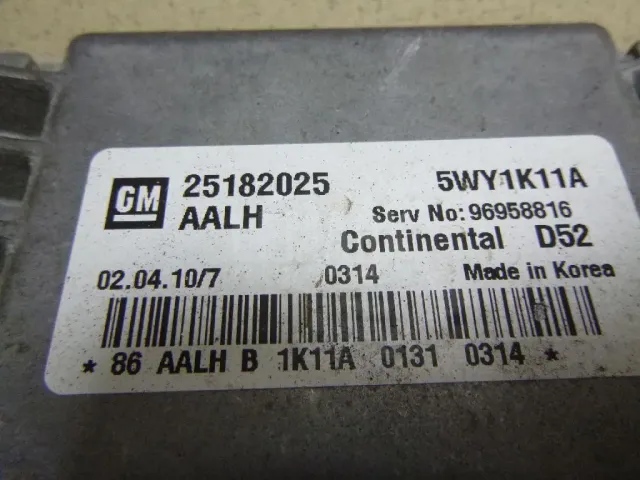 GM 25182025 5WY1K11A
AALH Serv No: 96958816
Continental D52
02.04.10/7 0314 Made in Korea
* 86 AALH B 1K11A 0131 0314 *